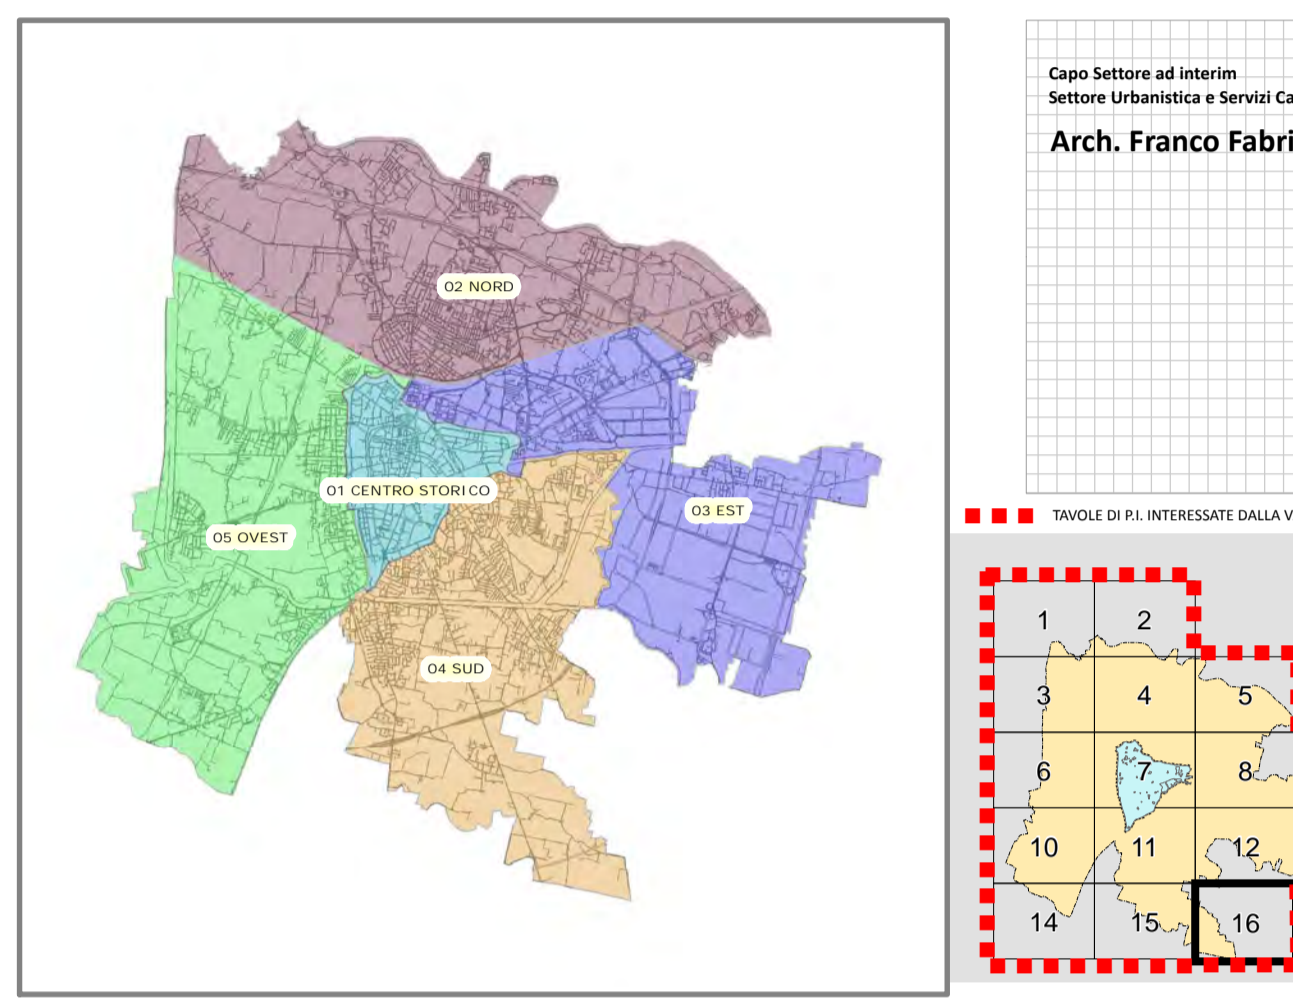 02 NORD
01 CENTRO STORICO
03 EST
05 OVEST
04 SUD
Capo Settore ad interim
Settore Urbanistica e Servizi Ca
Arch. Franco Fabri
TAVOLE DI P.I. INTERESSATE DALLA V
1 2
3 4 5
6 7 8
10 11 12
14 15 16